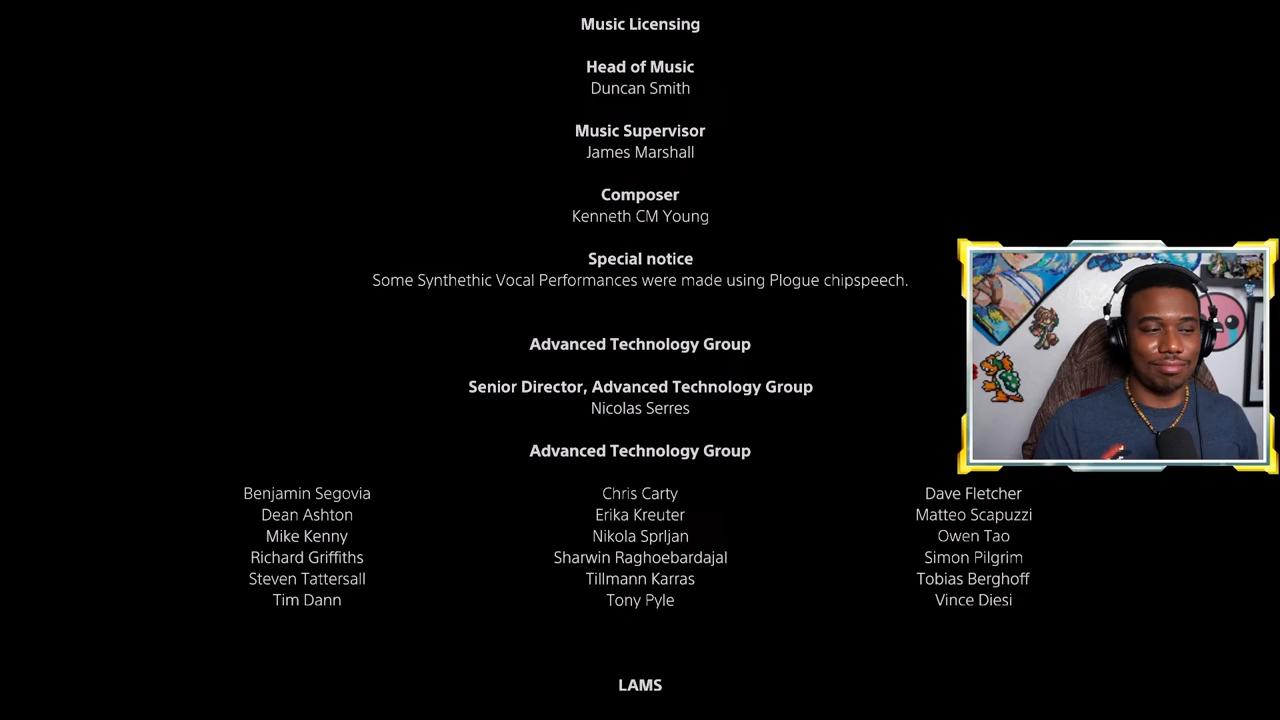 Music Licensing
Head of Music
Duncan Smith
Music Supervisor
James Marshall
Composer
Kenneth CM Young
Special notice
Some Synthethic Vocal Performances were made using Plogue chipspeech.
Advanced Technology Group
Senior Director, Advanced Technology Group
Nicolas Serres
Advanced Technology Group
Benjamin Segovia Chris Carty Dave Fletcher
Dean Ashton Erika Kreuter Matteo Scapuzzi
Mike Kenny Nikola Sprljan Owen Tao
Richard Griffiths Sharwin Raghoebardajal Simon Pilgrim
Steven Tattersall Tillmann Karras Tobias Berghoff
Tim Dann Tony Pyle Vince Diesi
LAMS